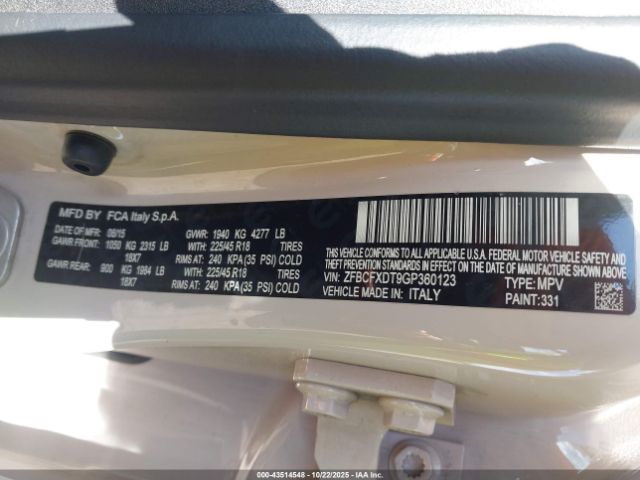 MFD BY FCA Italy S.p.A.
DATE OF MFR 08/15 GVWR: 1940 KG 4277 LB
GAWR FRONT: 1050 KG 2315 LB WITH: 225/45 R18 TIRES
18X7 RIMS AT: 240 KPA(35 PSI) COLD
GAWR REAR: 900 KG 1984 LB WITH: 225/45 R18 TIRES
18X7 RIMS AT: 240 KPA(35 PSI) COLD
THIS VEHICLE CONFORMS TO ALL APPLICABLE U.S.A. FEDERAL MOTOR VEHICLE SAFETY, BUMPER
AND THEFT PREVENTION STANDARDS IN EFFECT ON THE DATE OF MANUFACTURE SHOWN ABOVE
VIN: ZFBCFXDT9GP360123 TYPE: MPV
VEHICLE MADE IN: ITALY PAINT: 331
000-43514548 10/22/2025 IAAI.COM